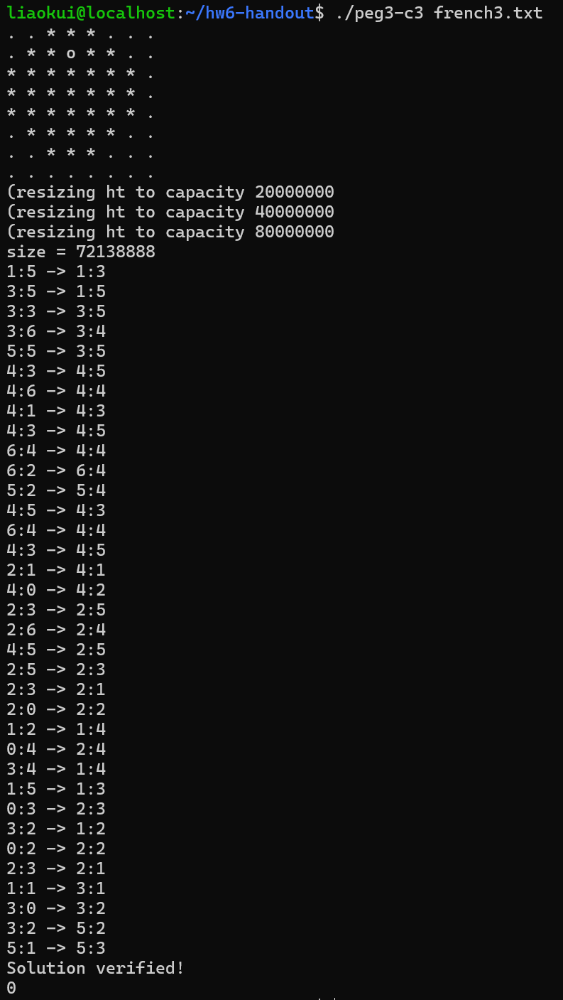 liaokui@localhost:~/hw6-handout$ ./peg3-c3 french3.txt
. . * * * . . .
. * * o * * . .
* * * * * * * .
* * * * * * * .
* * * * * * * .
. * * * * * . .
. . * * * . . .
. . . . . . . .
(resizing ht to capacity 20000000
(resizing ht to capacity 40000000
(resizing ht to capacity 80000000
size = 72138888
1:5 -> 1:3
3:5 -> 1:5
3:3 -> 3:5
3:6 -> 3:4
5:5 -> 3:5
4:3 -> 4:5
4:6 -> 4:4
4:1 -> 4:3
4:3 -> 4:5
6:4 -> 4:4
6:2 -> 6:4
5:2 -> 5:4
4:5 -> 4:3
6:4 -> 4:4
4:3 -> 4:5
2:1 -> 4:1
4:0 -> 4:2
2:3 -> 2:5
2:6 -> 2:4
4:5 -> 2:5
2:5 -> 2:3
2:3 -> 2:1
2:0 -> 2:2
1:2 -> 1:4
0:4 -> 2:4
3:4 -> 1:4
1:5 -> 1:3
0:3 -> 2:3
3:2 -> 1:2
0:2 -> 2:2
2:3 -> 2:1
1:1 -> 3:1
3:0 -> 3:2
3:2 -> 5:2
5:1 -> 5:3
Solution verified!
0